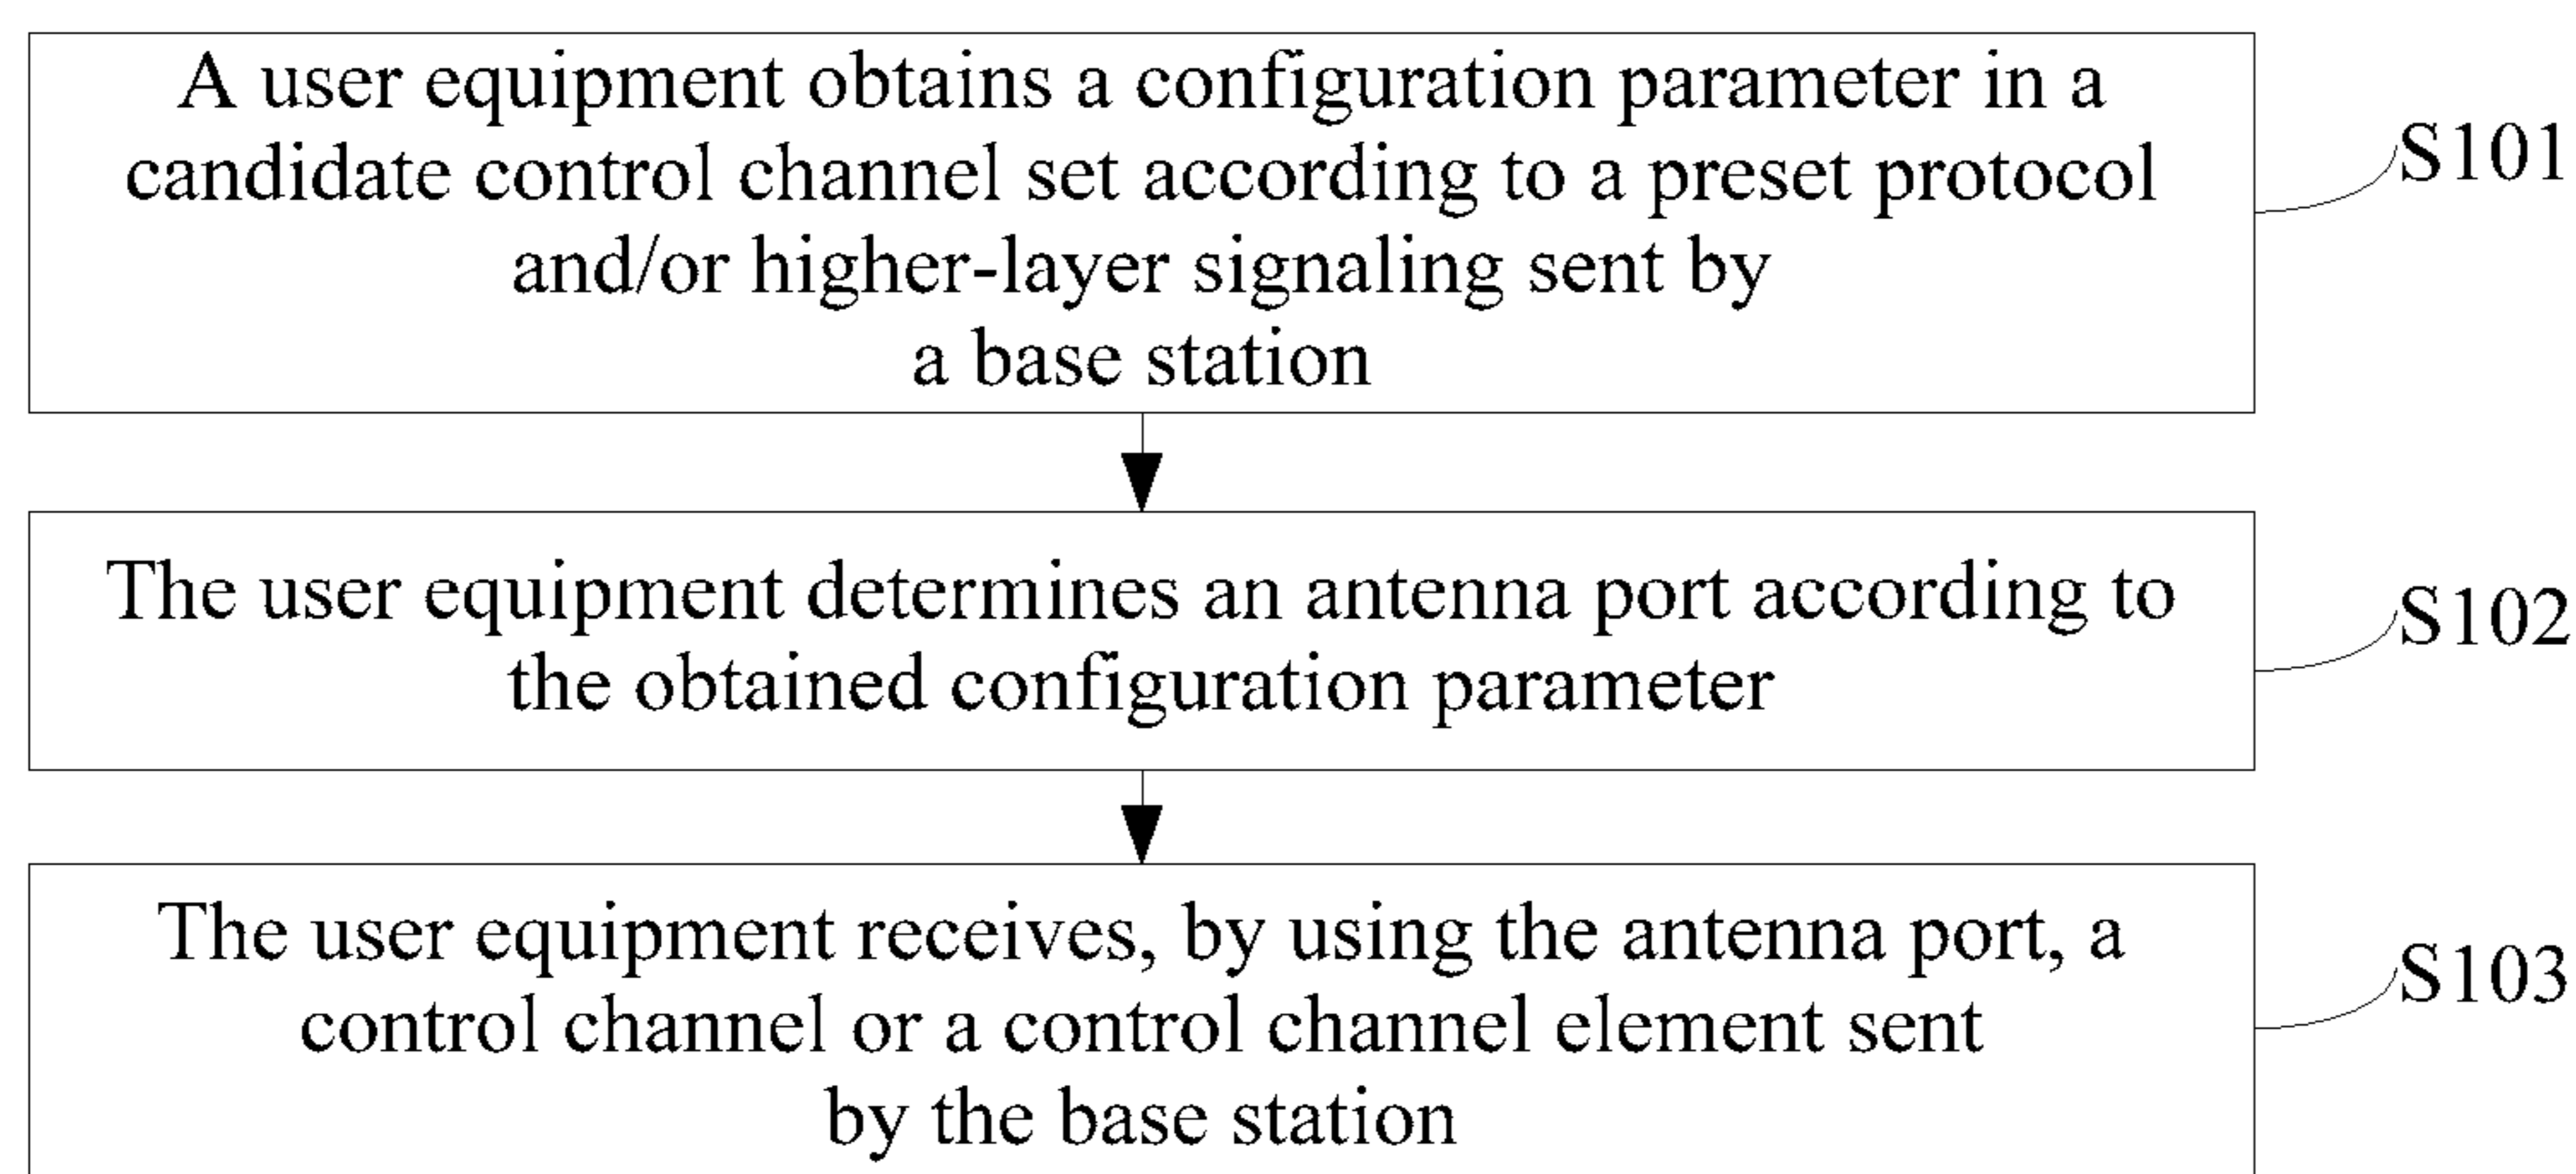 A user equipment obtains a configuration parameter in a
candidate control channel set according to a preset protocol
and/or higher-layer signaling sent by
a base station
S101
The user equipment determines an antenna port according to
the obtained configuration parameter
S102
The user equipment receives, by using the antenna port, a
control channel or a control channel element sent
by the base station
S103